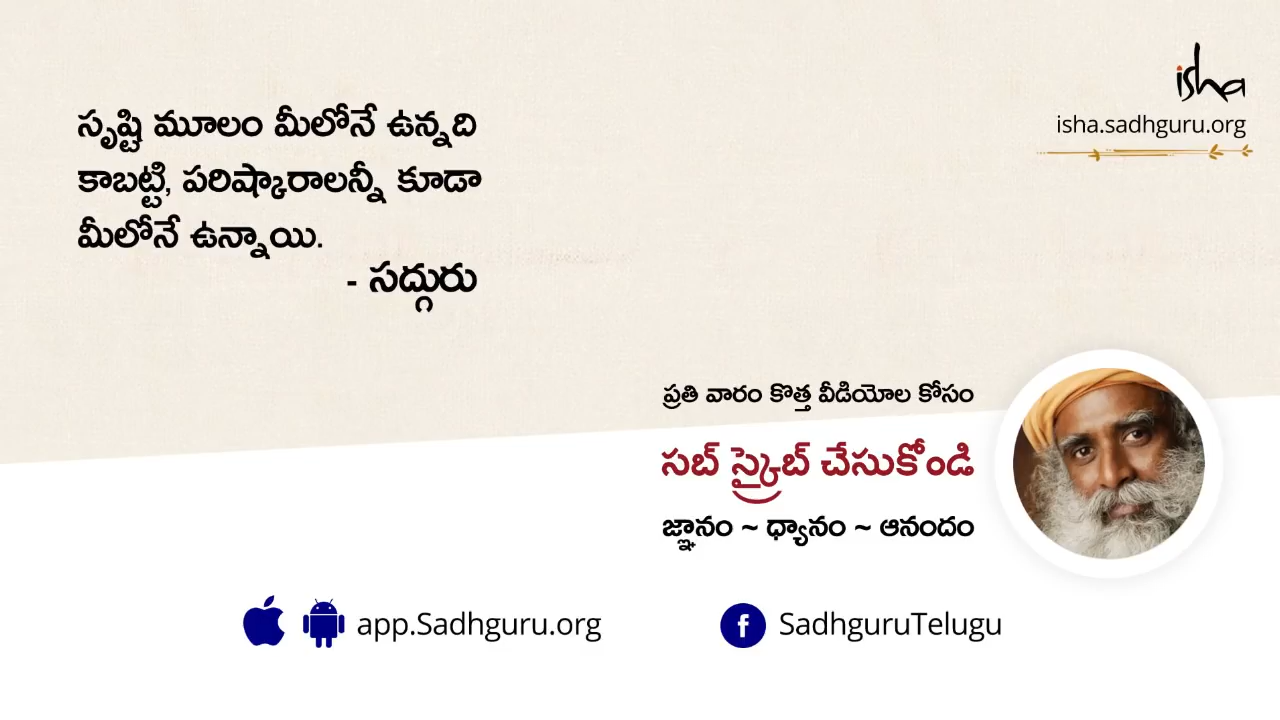 సృష్టి మూలం మీలోనే ఉన్నది
కాబట్టి, పరిష్కారాలన్నీ కూడా
మీలోనే ఉన్నాయి.
- సద్గురు
isha
isha.sadhguru.org
ప్రతి వారం కొత్త వీడియోల కోసం
సబ్ స్క్రైబ్ చేసుకోండి
జ్ఞానం ~ ధ్యానం ~ ఆనందం
app.Sadhguru.org
f SadhguruTelugu